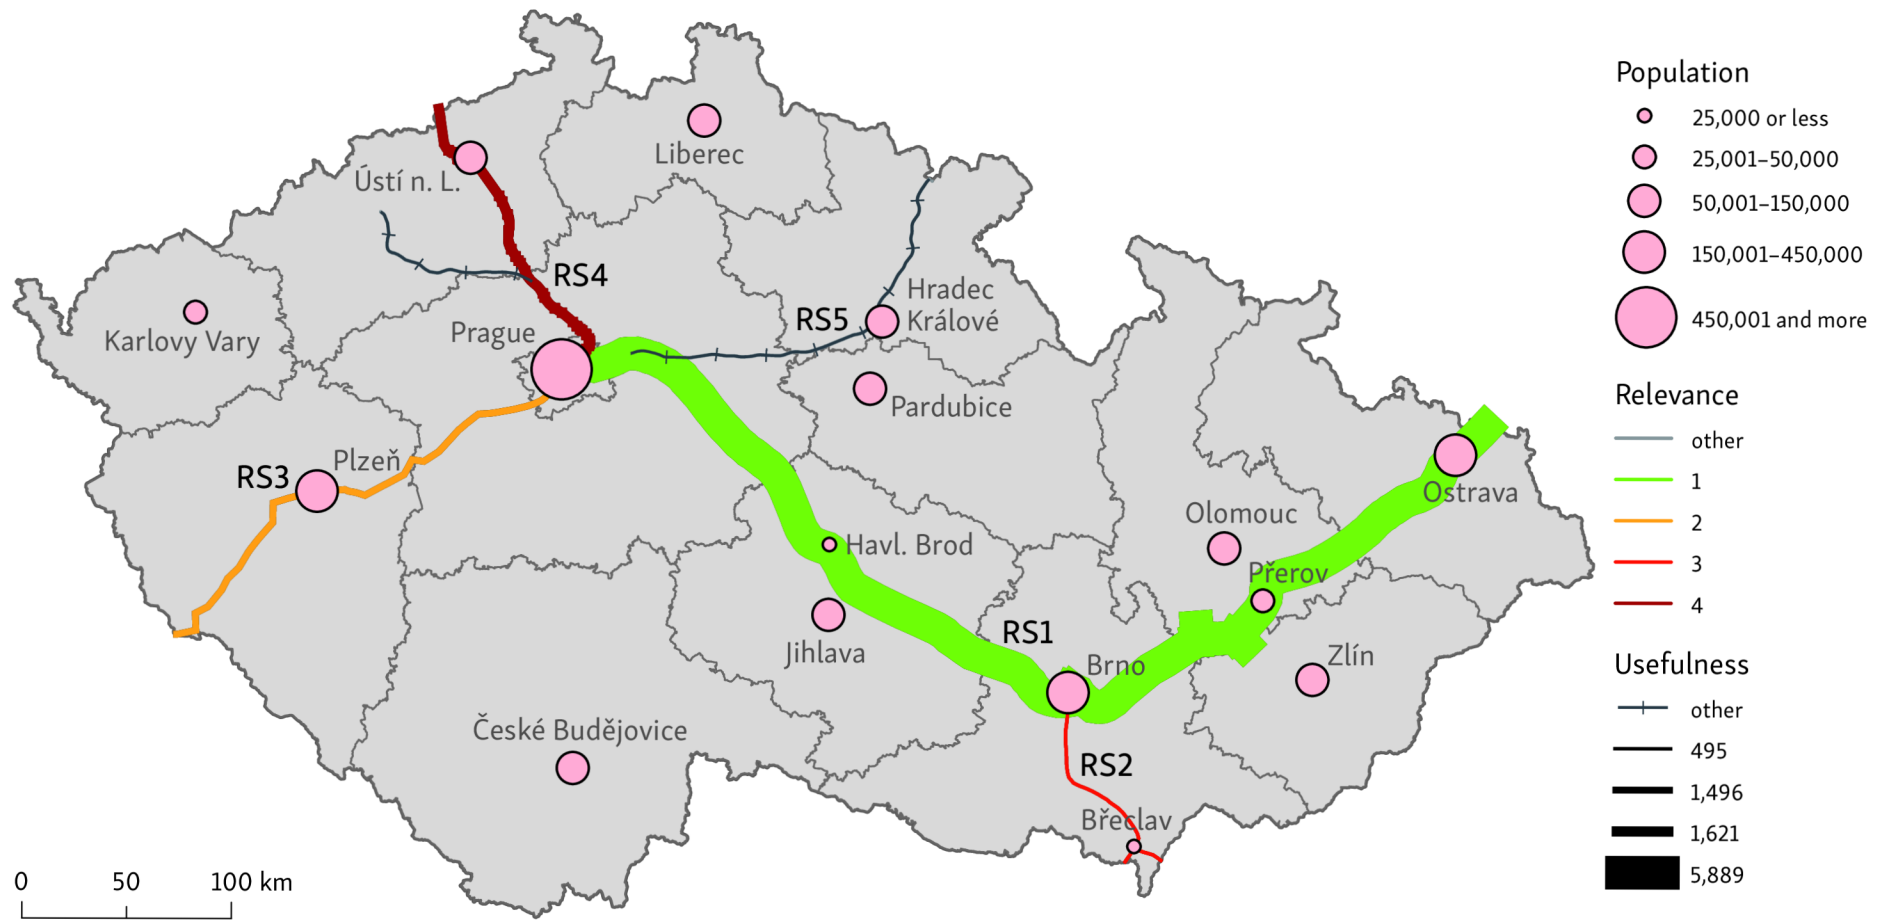 Ústí n. L.
Liberec
RS4
Hradec
Králové
RS5
Prague
Karlovy Vary
Pardubice
Plzeň
RS3
Ostrava
Olomouc
Havl. Brod
Přerov
RS1
Jihlava
Brno
Zlín
České Budějovice
RS2
Břeclav
0 50 100 km
Population
25,000 or less
25,001–50,000
50,001–150,000
150,001–450,000
450,001 and more
Relevance
other
1
2
3
4
Usefulness
other
495
1,496
1,621
5,889